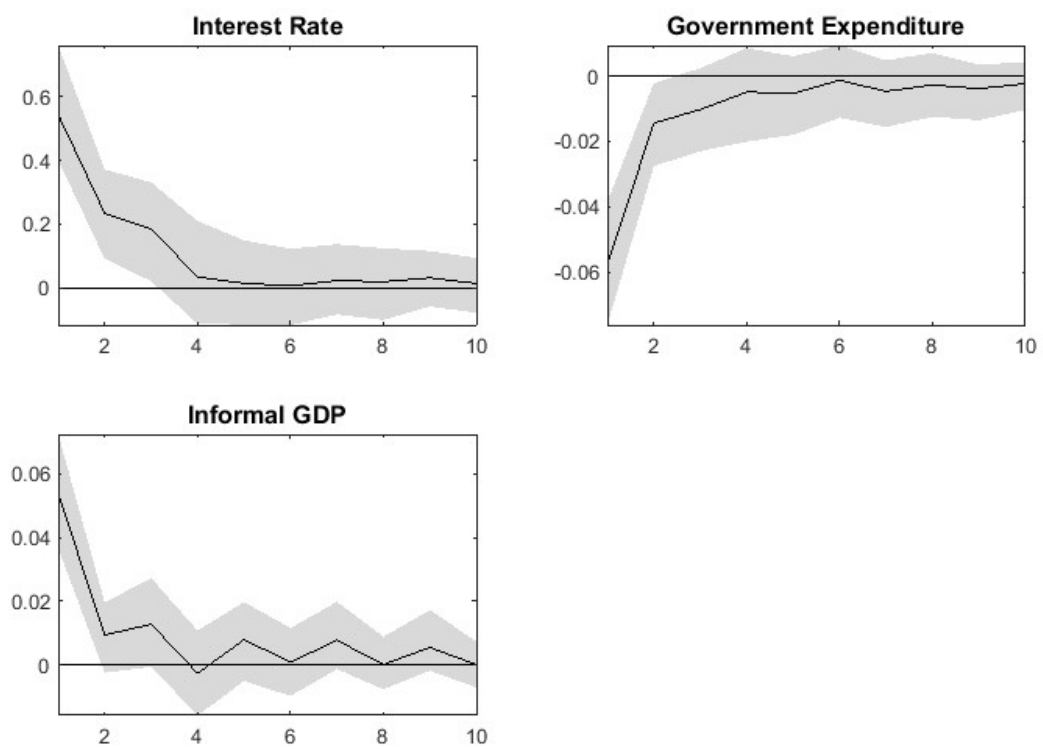 Interest Rate
0.6
0.4
0.2
0
2 4 6 8 10
Government Expenditure
0
-0.02
-0.04
-0.06
2 4 6 8 10
Informal GDP
0.06
0.04
0.02
0
2 4 6 8 10